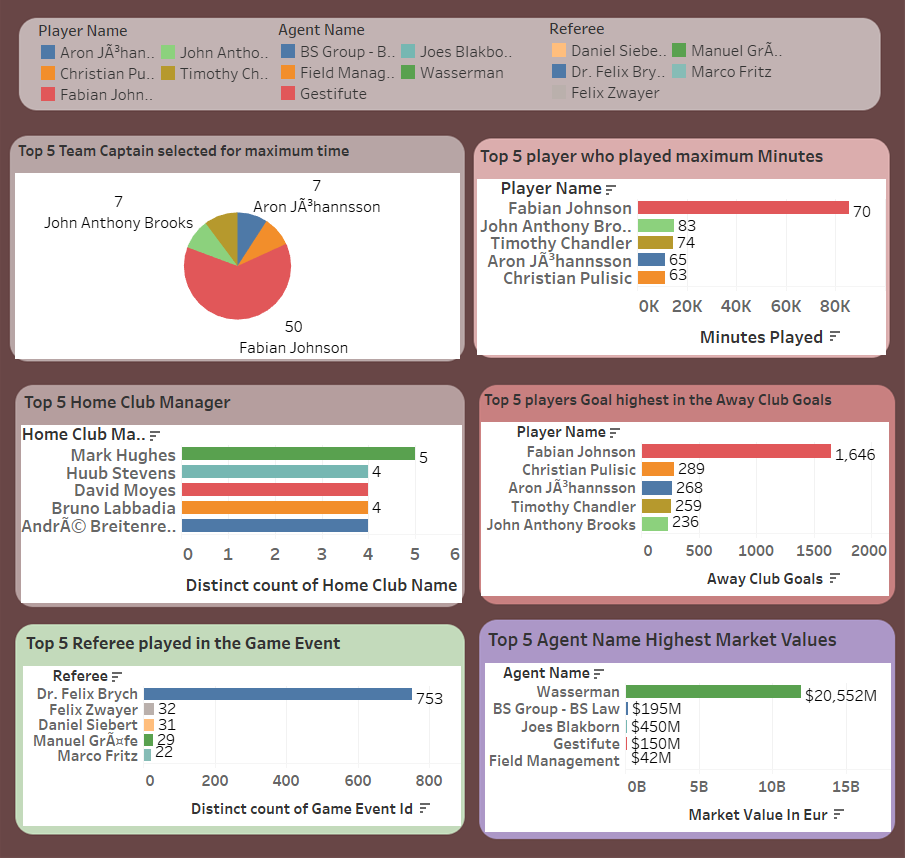 Player Name
Aron JÃ³han..
John Antho..
Christian Pu..
Timothy Ch..
Fabian John..
Agent Name
BS Group - B..
Joes Blakbo..
Field Manag..
Wasserman
Gestifute
Referee
Daniel Siebe..
Manuel GrÃ..
Dr. Felix Bry..
Marco Fritz
Felix Zwayer
Top 5 Team Captain selected for maximum time
7
John Anthony Brooks
7
Aron JÃ³hannsson
50
Fabian Johnson
Top 5 player who played maximum Minutes
Player Name
Fabian Johnson 70
John Anthony Bro.. 83
Timothy Chandler 74
Aron JÃ³hannsson 65
Christian Pulisic 63
0K 20K 40K 60K 80K
Minutes Played
Top 5 Home Club Manager
Home Club Ma..
Mark Hughes 5
Huub Stevens 4
David Moyes
Bruno Labbadia 4
AndrÃ© Breitenre..
0 1 2 3 4 5 6
Distinct count of Home Club Name
Top 5 players Goal highest in the Away Club Goals
Player Name
Fabian Johnson 1,646
Christian Pulisic 289
Aron JÃ³hannsson 268
Timothy Chandler 259
John Anthony Brooks 236
0 500 1000 1500 2000
Away Club Goals
Top 5 Referee played in the Game Event
Referee
Dr. Felix Brych 753
Felix Zwayer 32
Daniel Siebert 31
Manuel GrÃ¤fe 29
Marco Fritz 22
0 200 400 600 800
Distinct count of Game Event Id
Top 5 Agent Name Highest Market Values
Agent Name
Wasserman $20,552M
BS Group - BS Law $195M
Joes Blakborn $450M
Gestifute $150M
Field Management $42M
0B 5B 10B 15B
Market Value In Eur